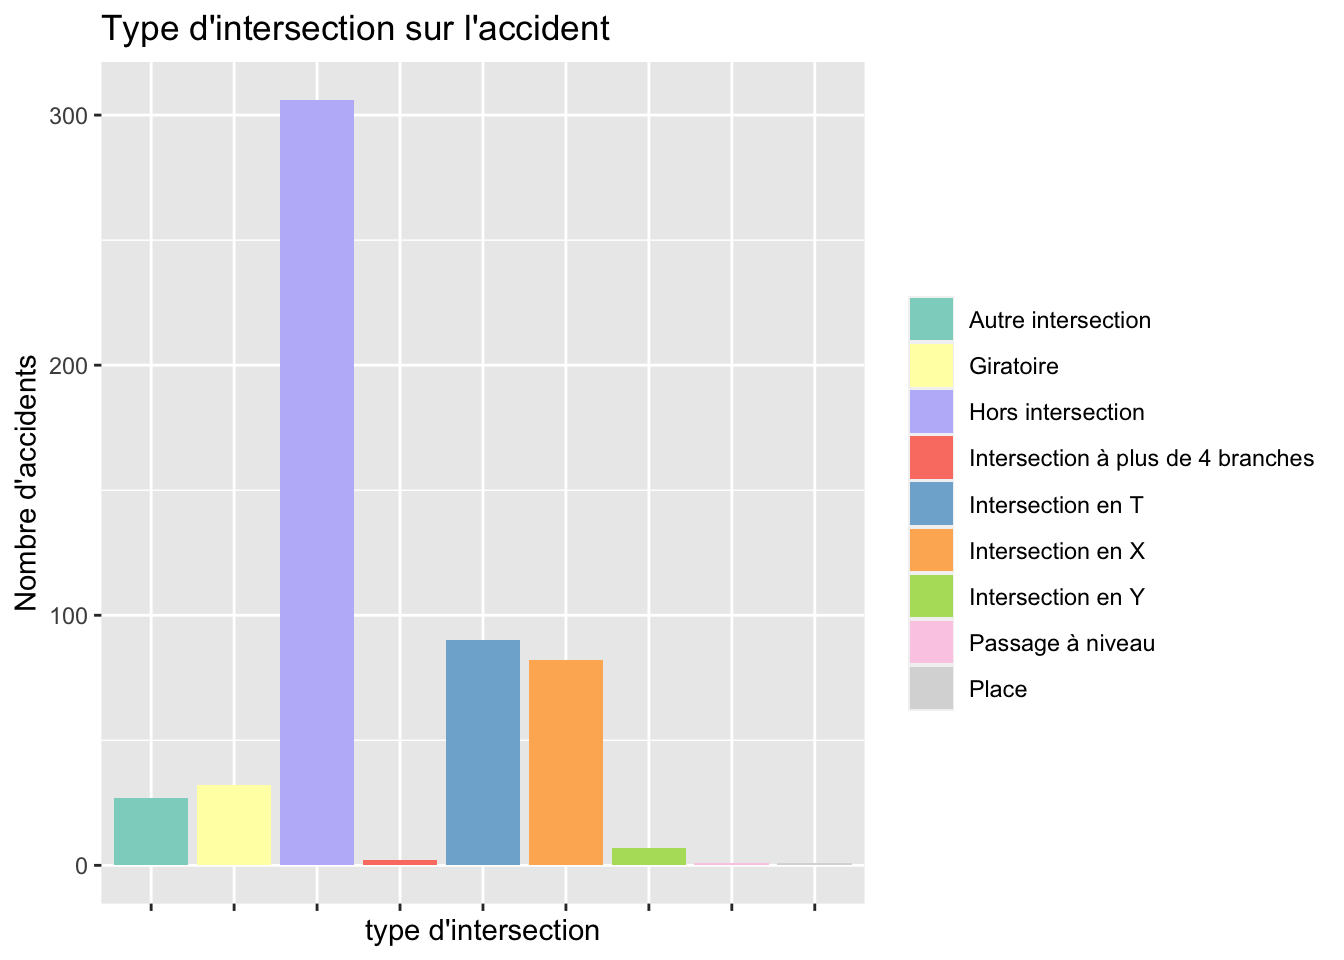 Type d'intersection sur l'accident
Nombre d'accidents
300
200
100
0
type d'intersection
Autre intersection
Giratoire
Hors intersection
Intersection à plus de 4 branches
Intersection en T
Intersection en X
Intersection en Y
Passage à niveau
Place